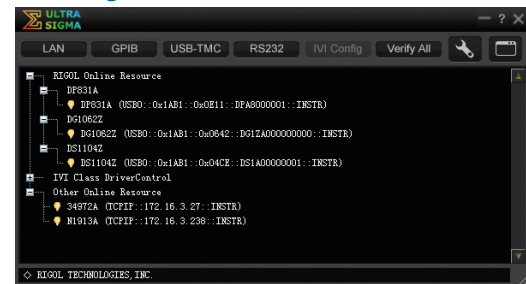 ULTRA SIGMA
LAN GPIB USB-TMC RS232 IVI Config Verify All
RIGOL Online Resource
DP831A
DP831A (USB0::0x1AB1::0x0E11::DPA8000001::INSTR)
DG1062Z
DG1062Z (USB0::0x1AB1::0x0642::DG1ZA000000000::INSTR)
DS1104Z
DS1104Z (USB0::0x1AB1::0x04CE::DS1A00000001::INSTR)
IVI Class DriverControl
Other Online Resource
34972A (TCPIP::172.16.3.27::INSTR)
N1913A (TCPIP::172.16.3.238::INSTR)
RIGOL TECHNOLOGIES, INC.